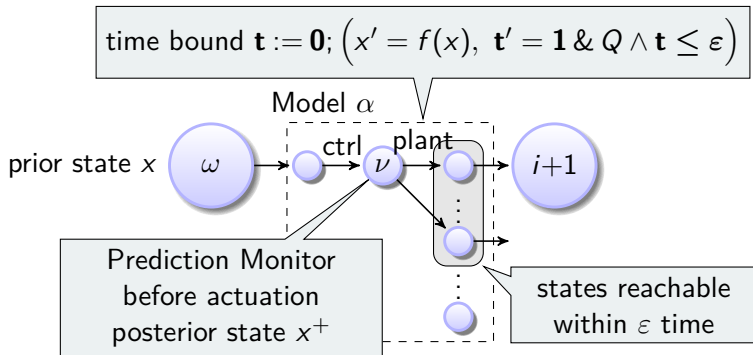 time bound t := 0; (x′ = f(x), t′ = 1 & Q ∧ t ≤ ε)
Model α
ctrl
plant
prior state x
ω
ν
i+1
Prediction Monitor
before actuation
posterior state x⁺
states reachable
within ε time